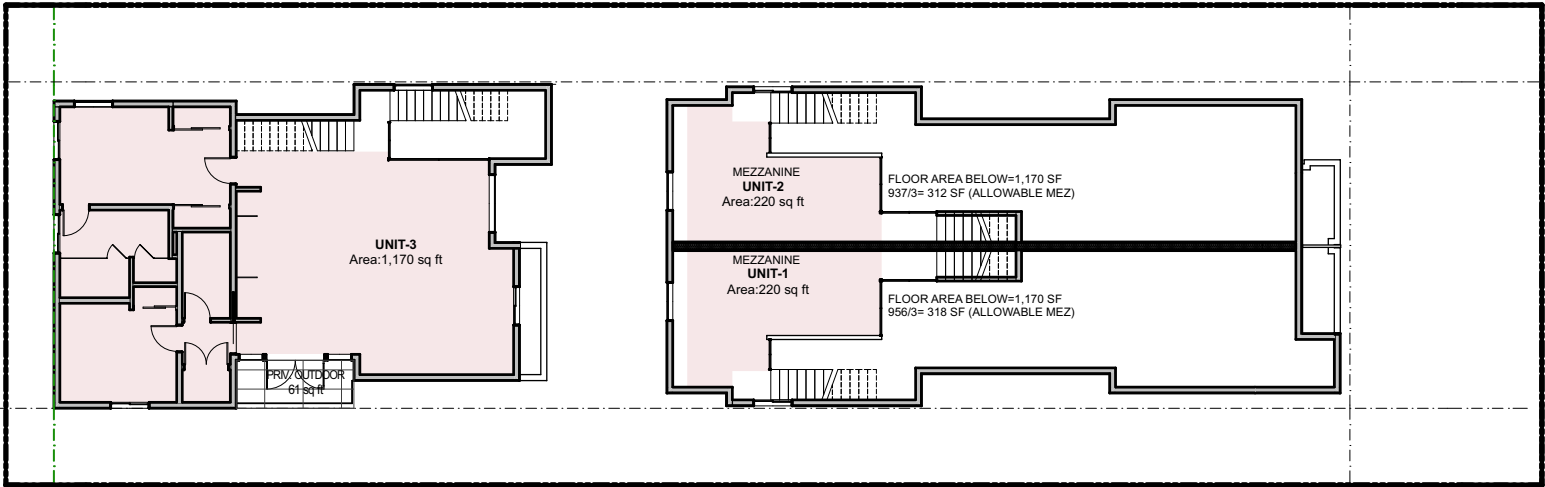 UNIT-3
Area:1,170 sq ft
PRIV. OUTDOOR
61 sq ft
MEZZANINE
UNIT-2
Area:220 sq ft
FLOOR AREA BELOW=1,170 SF
937/3= 312 SF (ALLOWABLE MEZ)
MEZZANINE
UNIT-1
Area:220 sq ft
FLOOR AREA BELOW=1,170 SF
956/3= 318 SF (ALLOWABLE MEZ)